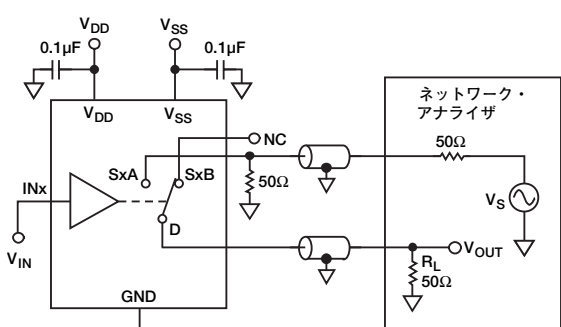 VDD
VSS
0.1µF
0.1µF
VDD
VSS
NC
SxA
SxB
50Ω
INx
D
VIN
GND
ネットワーク・
アナライザ
50Ω
VS
VOUT
RL
50Ω